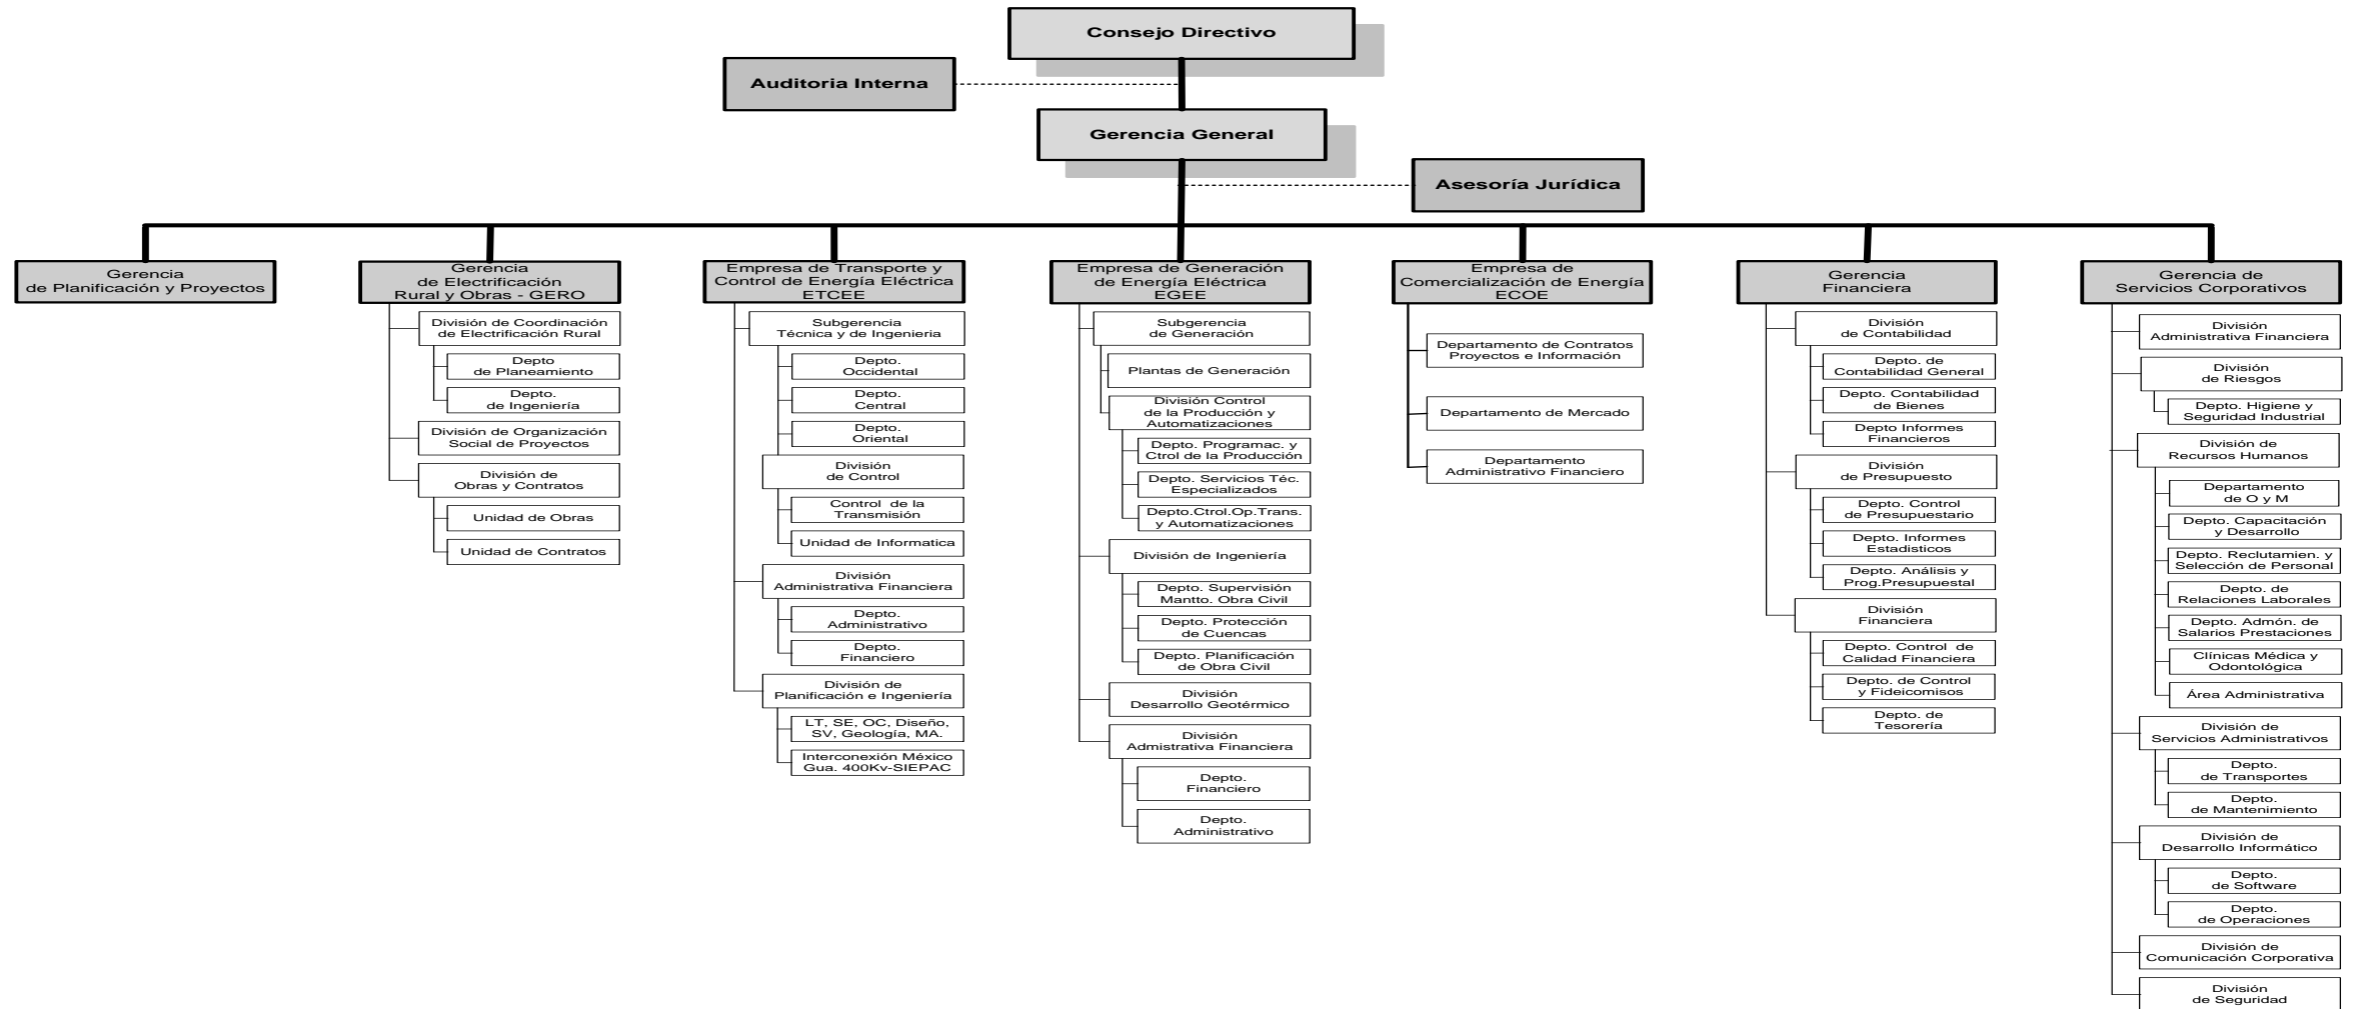 Consejo Directivo
Auditoria Interna
Gerencia General
Asesoría Jurídica
Gerencia
de Planificación y Proyectos
Gerencia
de Electrificación
Rural y Obras - GERO
División de Coordinación
de Electrificación Rural
Depto
de Planeamiento
Depto.
de Ingeniería
División de Organización
Social de Proyectos
División de
Obras y Contratos
Unidad de Obras
Unidad de Contratos
Empresa de Transporte y
Control de Energía Eléctrica
ETCEE
Subgerencia
Técnica y de Ingenieria
Depto.
Occidental
Depto.
Central
Depto.
Oriental
División
de Control
Control de la
Transmisión
Unidad de Informatica
División
Administrativa Financiera
Depto.
Administrativo
Depto.
Financiero
División de
Planificación e Ingeniería
LT, SE, OC, Diseño,
SV, Geología, MA.
Interconexión México
Gua. 400Kv-SIEPAC
Empresa de Generación
de Energía Eléctrica
EGEE
Subgerencia
de Generación
Plantas de Generación
División Control
de la Producción y
Automatizaciones
Depto. Programac. y
Ctrol de la Producción
Depto. Servicios Téc.
Especializados
Depto.Ctrol.Op.Trans.
y Automatizaciones
División de Ingeniería
Depto. Supervisión
Mantto. Obra Civil
Depto. Protección
de Cuencas
Depto. Planificación
de Obra Civil
División
Desarrollo Geotérmico
División
Admistrativa Financiera
Depto.
Financiero
Depto.
Administrativo
Empresa de
Comercialización de Energía
ECOE
Departamento de Contratos
Proyectos e Información
Departamento de Mercado
Departamento
Administrativo Financiero
Gerencia
Financiera
División
de Contabilidad
Depto. de
Contabilidad General
Depto. Contabilidad
de Bienes
Depto Informes
Financieros
División
de Presupuesto
Depto. Control
de Presupuestario
Depto. Informes
Estadisticos
Depto. Análisis y
Prog.Presupuestal
División
Financiera
Depto. Control de
Calidad Financiera
Depto. de Control
y Fideicomisos
Depto. de
Tesorería
Gerencia de
Servicios Corporativos
División
Administrativa Financiera
División
de Riesgos
Depto. Higiene y
Seguridad Industrial
División de
Recursos Humanos
Departamento
de O y M
Depto. Capacitación
y Desarrollo
Depto. Reclutamien. y
Selección de Personal
Depto. de
Relaciones Laborales
Depto. Admón. de
Salarios Prestaciones
Clínicas Médica y
Odontológica
Área Administrativa
División de
Servicios Administrativos
Depto.
de Transportes
Depto.
de Mantenimiento
División de
Desarrollo Informático
Depto.
de Software
Depto.
de Operaciones
División de
Comunicación Corporativa
División
de Seguridad